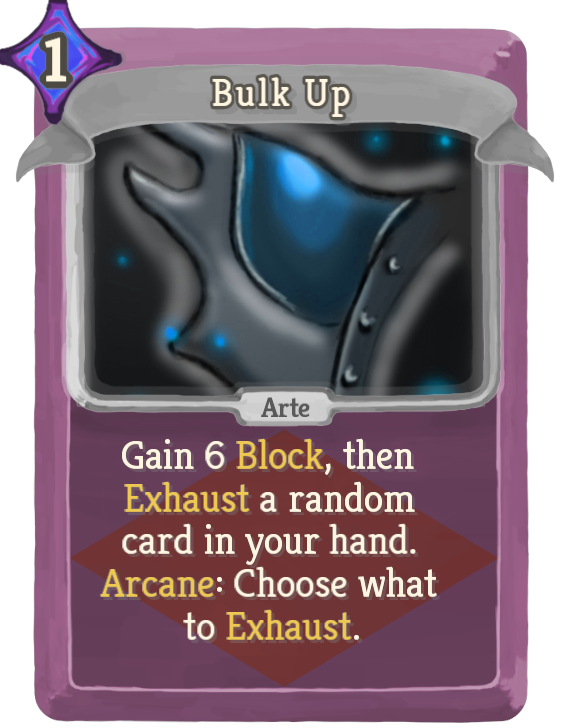 1
Bulk Up
Arte
Gain 6 Block, then
Exhaust a random
card in your hand.
Arcane: Choose what
to Exhaust.